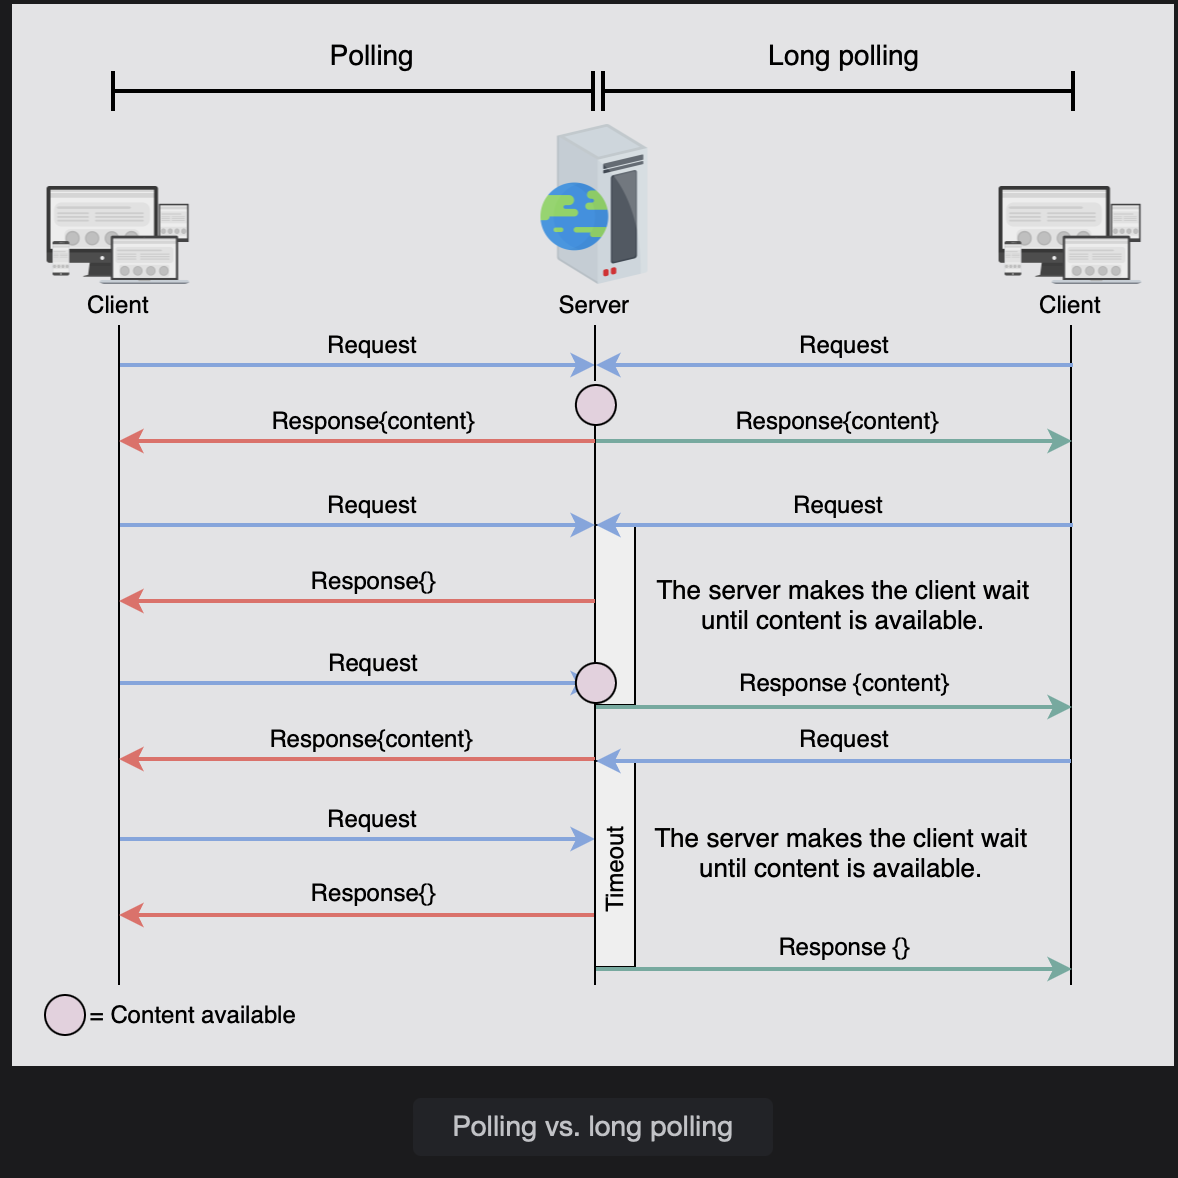 Polling
Long polling
Client
Server
Client
Request
Request
Response{content}
Response{content}
Request
Request
Response{}
The server makes the client wait
until content is available.
Request
Response {content}
Response{content}
Request
Request
Timeout
The server makes the client wait
until content is available.
Response{}
Response {}
= Content available
Polling vs. long polling